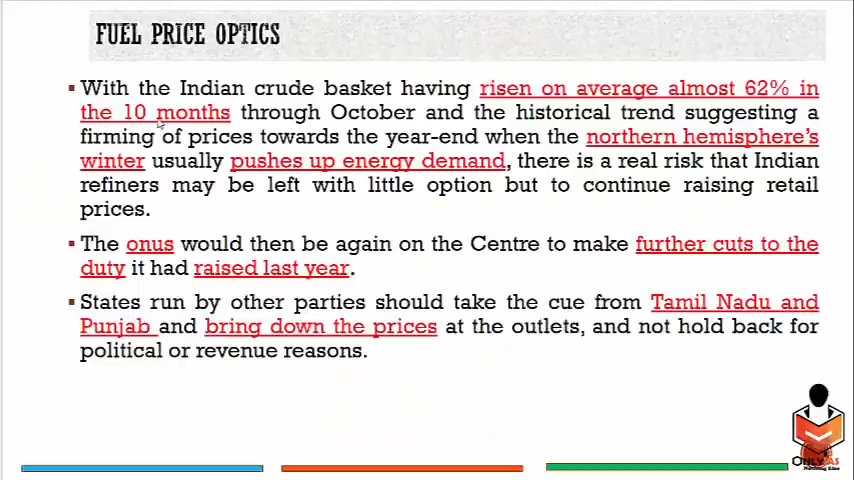 FUEL PRICE OPTICS
With the Indian crude basket having risen on average almost 62% in
the 10 months through October and the historical trend suggesting a
firming of prices towards the year-end when the northern hemisphere's
winter usually pushes up energy demand, there is a real risk that Indian
refiners may be left with little option but to continue raising retail
prices.
The onus would then be again on the Centre to make further cuts to the
duty it had raised last year.
States run by other parties should take the cue from Tamil Nadu and
Punjab and bring down the prices at the outlets, and not hold back for
political or revenue reasons.
ONLY IAS
Nothing Else